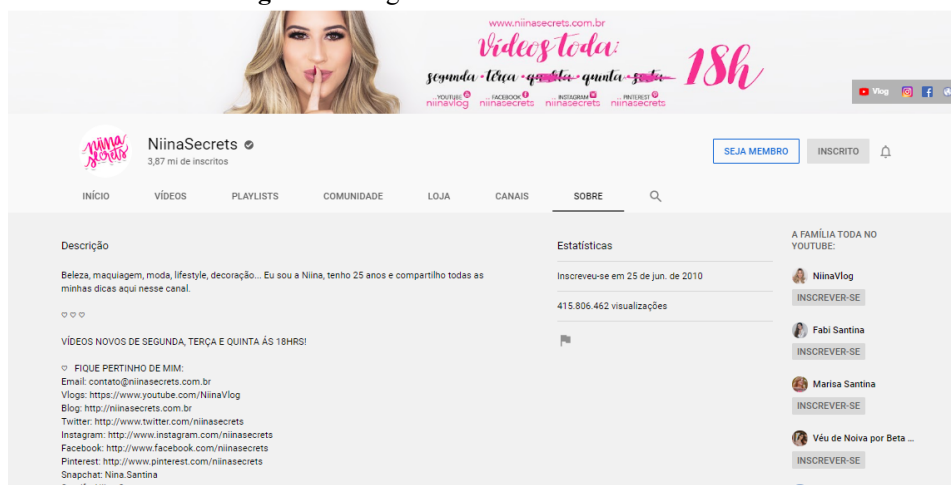 www.niinasecrets.com.br
Vídeos toda:
segunda • terça • quarta • quinta • sexta 18h
...YOUTUBE ...FACEBOOK ...INSTAGRAM ...PINTEREST
niinavlog niinasecrets niinasecrets niinasecrets
Vlog
niina secrets
NiinaSecrets
3,87 mi de inscritos
SEJA MEMBRO
INSCRITO
INÍCIO VÍDEOS PLAYLISTS COMUNIDADE LOJA CANAIS SOBRE
Descrição
Beleza, maquiagem, moda, lifestyle, decoração... Eu sou a Niina, tenho 25 anos e compartilho todas as
minhas dicas aqui nesse canal.
♡ ♡ ♡
VÍDEOS NOVOS DE SEGUNDA, TERÇA E QUINTA ÁS 18HRS!
♡ FIQUE PERTINHO DE MIM:
Email: contato@niinasecrets.com.br
Vlogs: https://www.youtube.com/NiinaVlog
Blog: http://niinasecrets.com.br
Twitter: http://www.twitter.com/niinasecrets
Instagram: http://www.instagram.com/niinasecrets
Facebook: http://www.facebook.com/niinasecrets
Pinterest: http://www.pinterest.com/niinasecrets
Snapchat: Nina.Santina
Estatísticas
Inscreveu-se em 25 de jun. de 2010
415.806.462 visualizações
A FAMÍLIA TODA NO
YOUTUBE:
NiinaVlog
INSCREVER-SE
Fabi Santina
INSCREVER-SE
Marisa Santina
INSCREVER-SE
Véu de Noiva por Beta ...
INSCREVER-SE